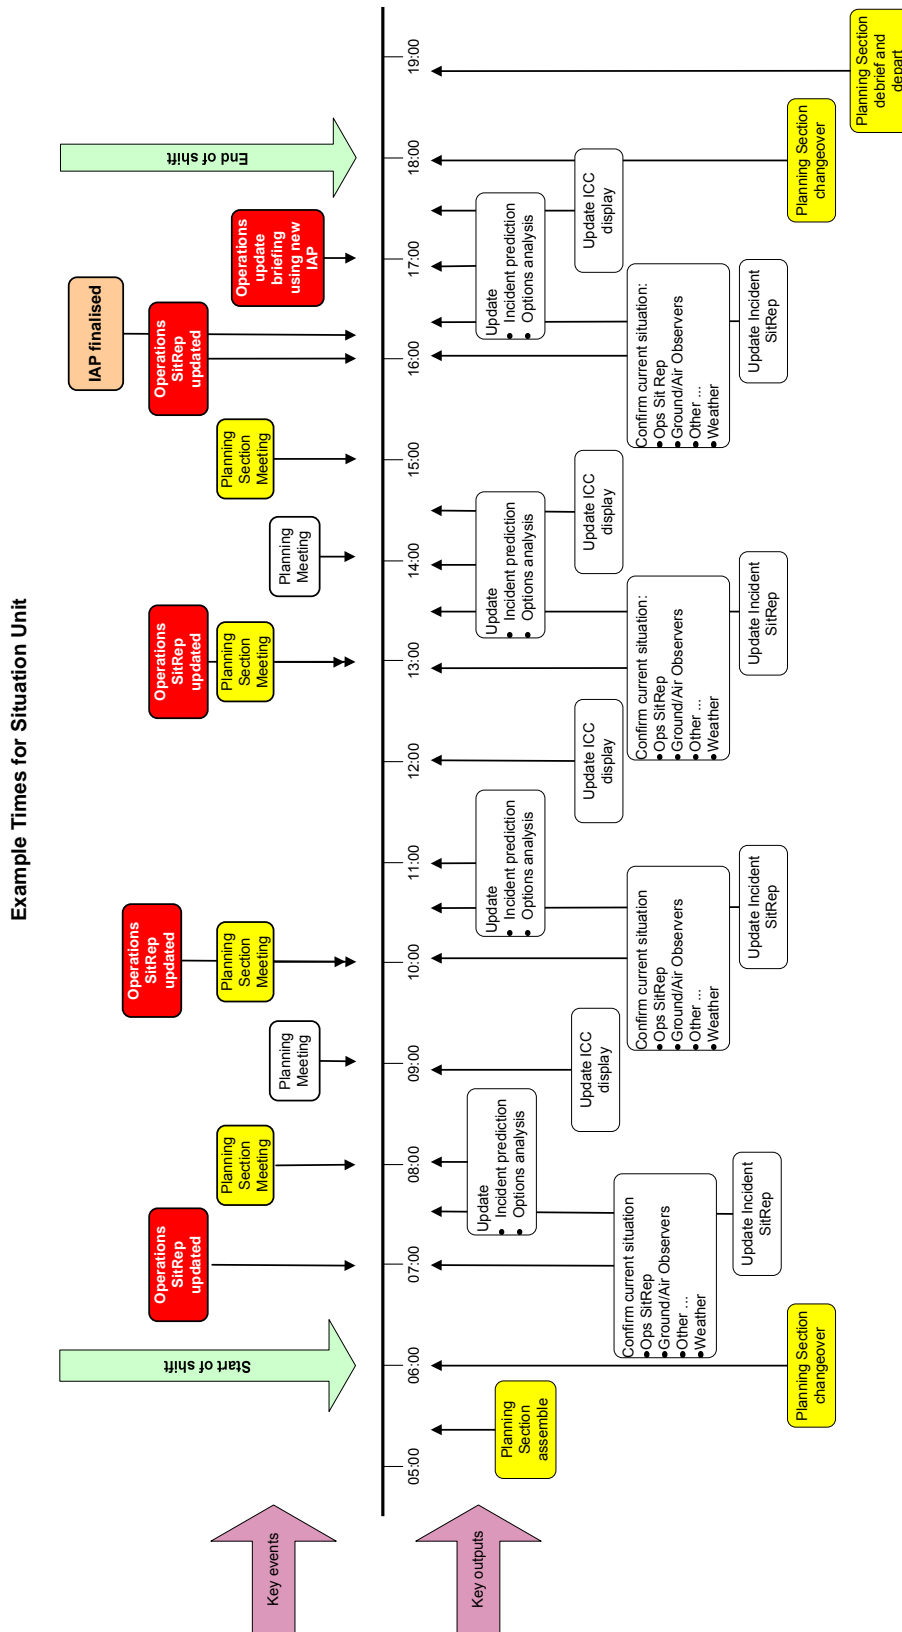 Example Times for Situation Unit
Key events
Start of shift
Operations
SitRep
updated
Planning
Section
Meeting
Planning
Meeting
Operations
SitRep
updated
Planning
Section
Meeting
Operations
SitRep
updated
Planning
Section
Meeting
Planning
Meeting
Planning
Section
Meeting
Operations
SitRep
updated
IAP finalised
Operations
update
briefing
using new
IAP
End of shift
05:00
06:00
07:00
08:00
09:00
10:00
11:00
12:00
13:00
14:00
15:00
16:00
17:00
18:00
19:00
Key outputs
Planning
Section
assemble
Planning Section
changeover
Confirm current situation
• Ops SitRep
• Ground/Air Observers
• Other ...
• Weather
Update Incident
SitRep
Update
• Incident prediction
• Options analysis
Update ICC
display
Confirm current situation
• Ops SitRep
• Ground/Air Observers
• Other ...
• Weather
Update Incident
SitRep
Update
• Incident prediction
• Options analysis
Update ICC
display
Confirm current situation:
• Ops SitRep
• Ground/Air Observers
• Other ...
• Weather
Update Incident
SitRep
Update
• Incident prediction
• Options analysis
Update ICC
display
Confirm current situation:
• Ops Sit Rep
• Ground/Air Observers
• Other ...
• Weather
Update Incident
SitRep
Update
• Incident prediction
• Options analysis
Update ICC
display
Planning Section
changeover
Planning Section
debrief and
depart